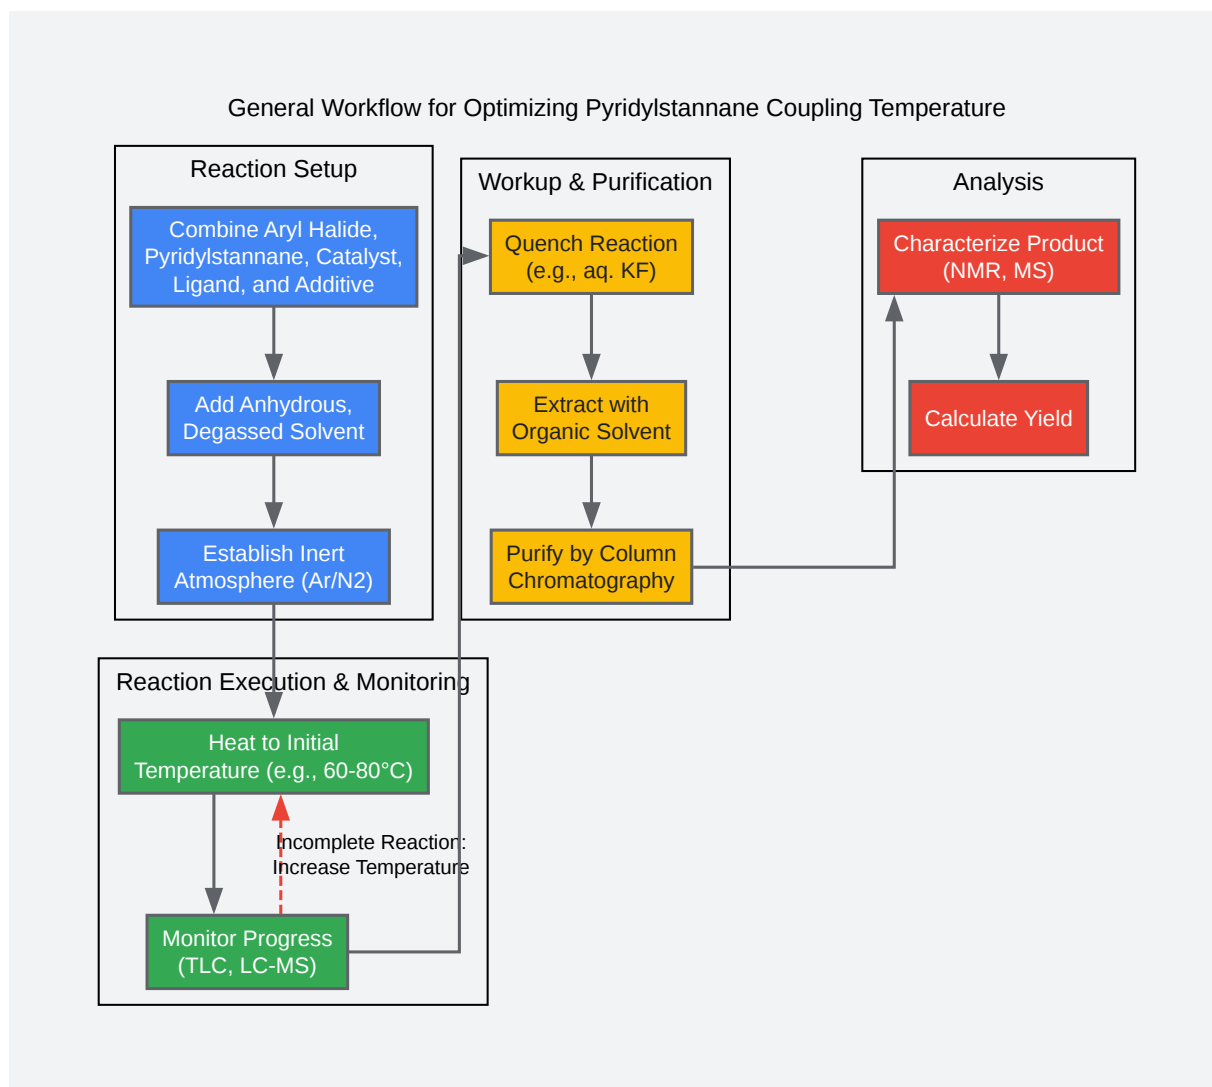 General Workflow for Optimizing Pyridylstannane Coupling Temperature
Reaction Setup
Combine Aryl Halide,
Pyridylstannane, Catalyst,
Ligand, and Additive
Add Anhydrous,
Degassed Solvent
Establish Inert
Atmosphere (Ar/N2)
Reaction Execution & Monitoring
Heat to Initial
Temperature (e.g., 60-80°C)
Incomplete Reaction:
Increase Temperature
Monitor Progress
(TLC, LC-MS)
Workup & Purification
Quench Reaction
(e.g., aq. KF)
Extract with
Organic Solvent
Purify by Column
Chromatography
Analysis
Characterize Product
(NMR, MS)
Calculate Yield